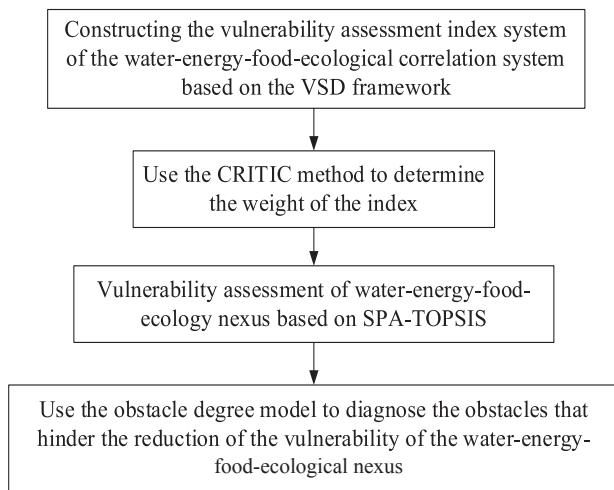 Constructing the vulnerability assessment index system
of the water-energy-food-ecological correlation system
based on the VSD framework
Use the CRITIC method to determine
the weight of the index
Vulnerability assessment of water-energy-food-
ecology nexus based on SPA-TOPSIS
Use the obstacle degree model to diagnose the obstacles that
hinder the reduction of the vulnerability of the water-energy-
food-ecological nexus